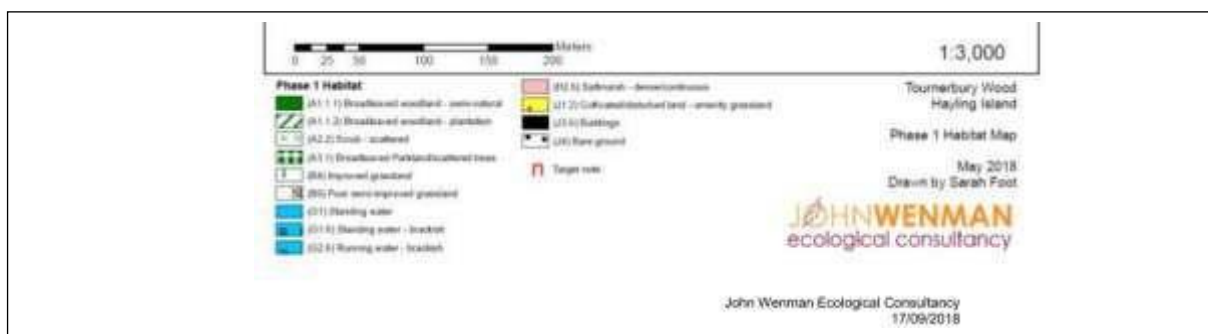 Meters
0 25 50 100 150 200
1:3,000
Phase 1 Habitat
(A1.1.1) Broadleaved woodland - semi-natural
(A1.1.2) Broadleaved woodland - plantation
(A2.2) Scrub - scattered
(A3.1) Broadleaved Parkland/scattered trees
(B4) Improved grassland
(B6) Poor semi-improved grassland
(G1) Standing water
(G1.6) Standing water - brackish
(G2.6) Running water - brackish
(H2.6) Saltmarsh - dense/continuous
(J1.2) Cultivated/disturbed land - amenity grassland
(J3.6) Buildings
(J4) Bare ground
n Target note
Tournerbury Wood
Hayling Island
Phase 1 Habitat Map
May 2018
Drawn by Sarah Foot
JOHNWENMAN
ecological consultancy
John Wenman Ecological Consultancy
17/09/2018